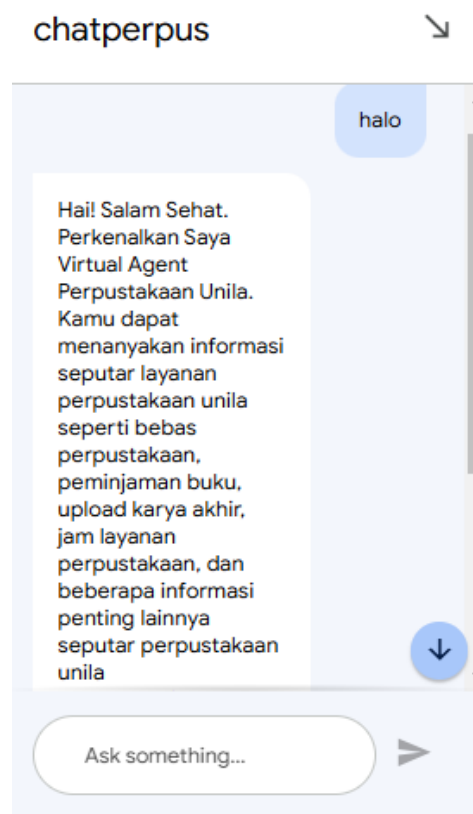 chatperpus
halo
Hai! Salam Sehat.
Perkenalkan Saya
Virtual Agent
Perpustakaan Unila.
Kamu dapat
menanyakan informasi
seputar layanan
perpustakaan unila
seperti bebas
perpustakaan,
peminjaman buku,
upload karya akhir,
jam layanan
perpustakaan, dan
beberapa informasi
penting lainnya
seputar perpustakaan
unila
Ask something...